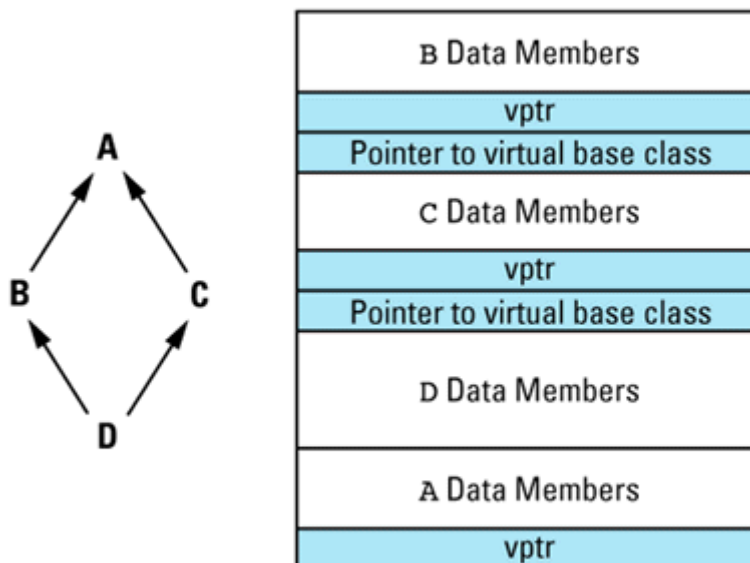 A
B C
D
B Data Members
vptr
Pointer to virtual base class
C Data Members
vptr
Pointer to virtual base class
D Data Members
A Data Members
vptr